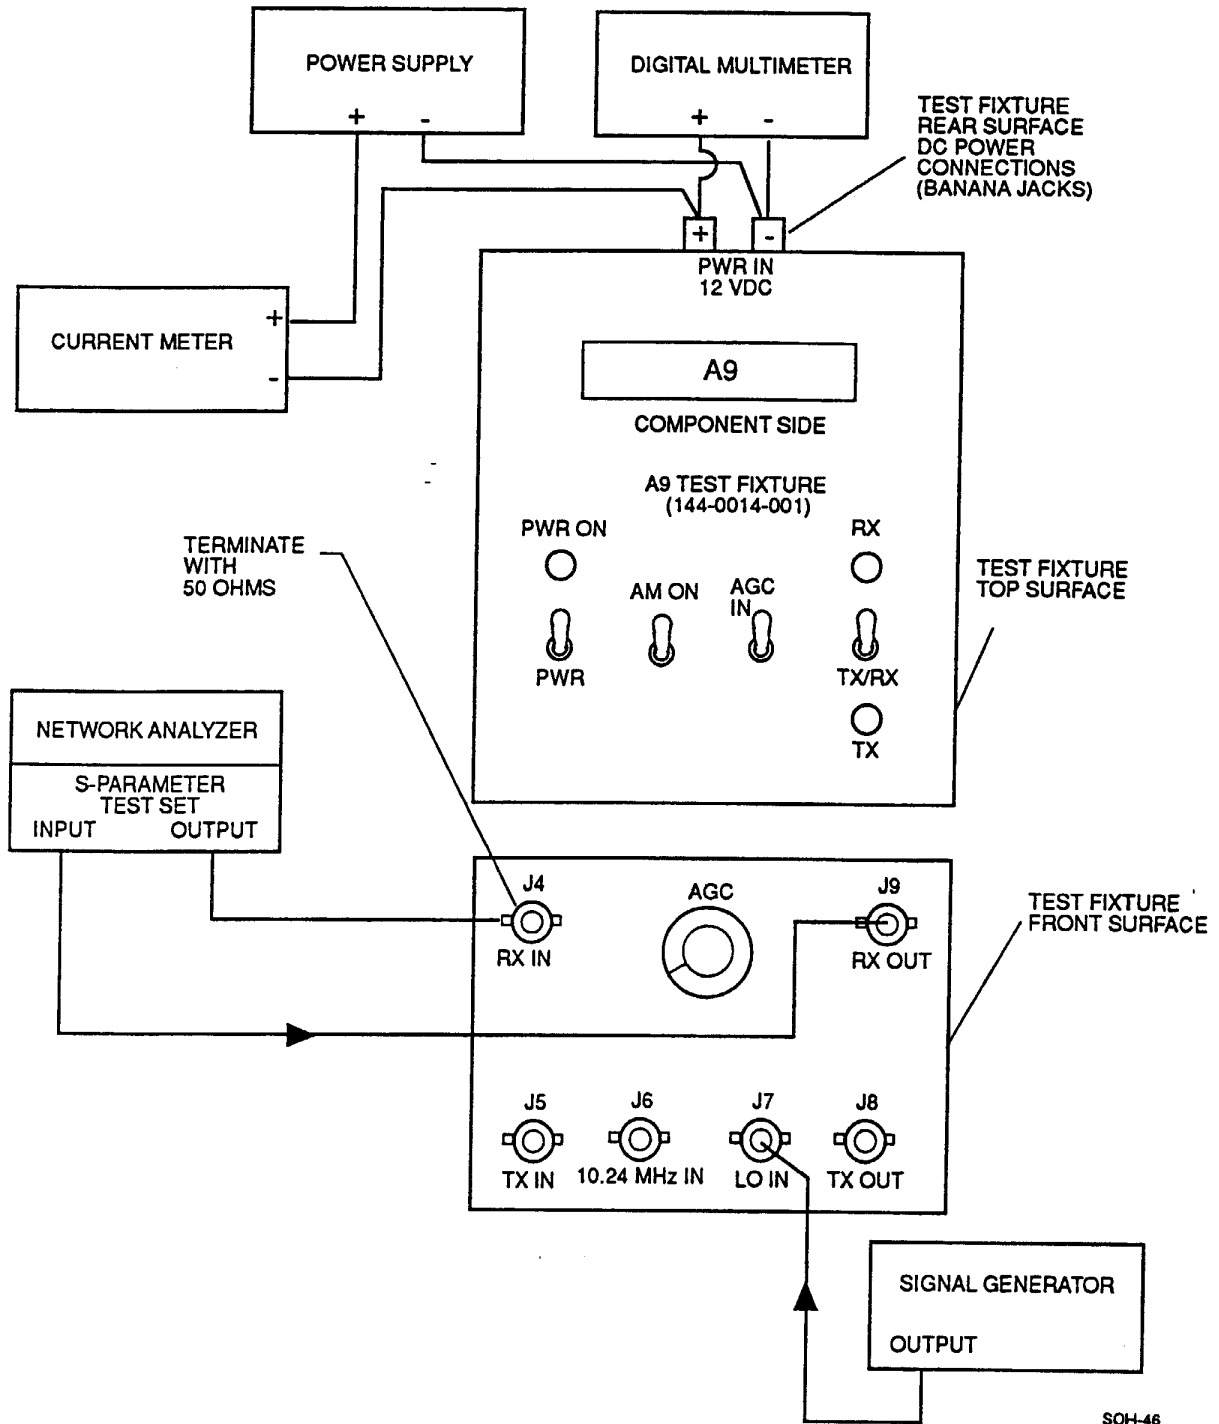 POWER SUPPLY
+ -
DIGITAL MULTIMETER
+ -
TEST FIXTURE
REAR SURFACE
DC POWER
CONNECTIONS
(BANANA JACKS)
+ -
PWR IN
12 VDC
CURRENT METER
+
-
A9
COMPONENT SIDE
A9 TEST FIXTURE
(144-0014-001)
PWR ON
RX
AM ON
AGC
IN
PWR
TX/RX
TX
TERMINATE
WITH
50 OHMS
TEST FIXTURE
TOP SURFACE
NETWORK ANALYZER
S-PARAMETER
TEST SET
INPUT OUTPUT
J4
RX IN
AGC
J9
RX OUT
TEST FIXTURE
FRONT SURFACE
J5
TX IN
J6
10.24 MHz IN
J7
LO IN
J8
TX OUT
SIGNAL GENERATOR
OUTPUT
SOH-46